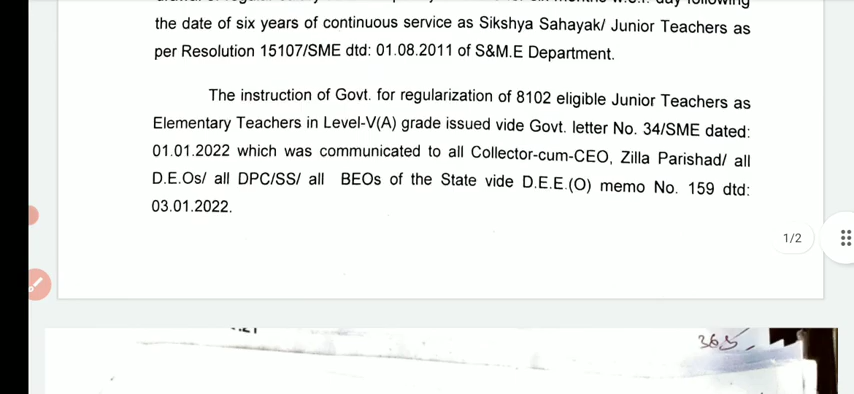 the date of six years of continuous service as Sikshya Sahayak/ Junior Teachers as
per Resolution 15107/SME dtd: 01.08.2011 of S&M.E Department.
The instruction of Govt. for regularization of 8102 eligible Junior Teachers as
Elementary Teachers in Level-V(A) grade issued vide Govt. letter No. 34/SME dated:
01.01.2022 which was communicated to all Collector-cum-CEO, Zilla Parishad/ all
D.E.Os/ all DPC/SS/ all BEOs of the State vide D.E.E.(O) memo No. 159 dtd:
03.01.2022.
1/2
365